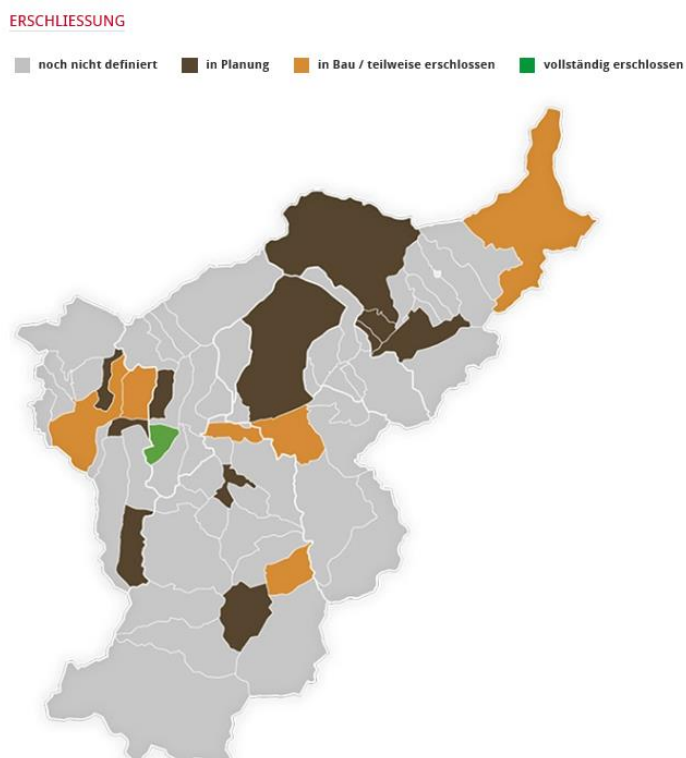 ERSCHLIESSUNG
noch nicht definiert in Planung in Bau / teilweise erschlossen vollständig erschlossen